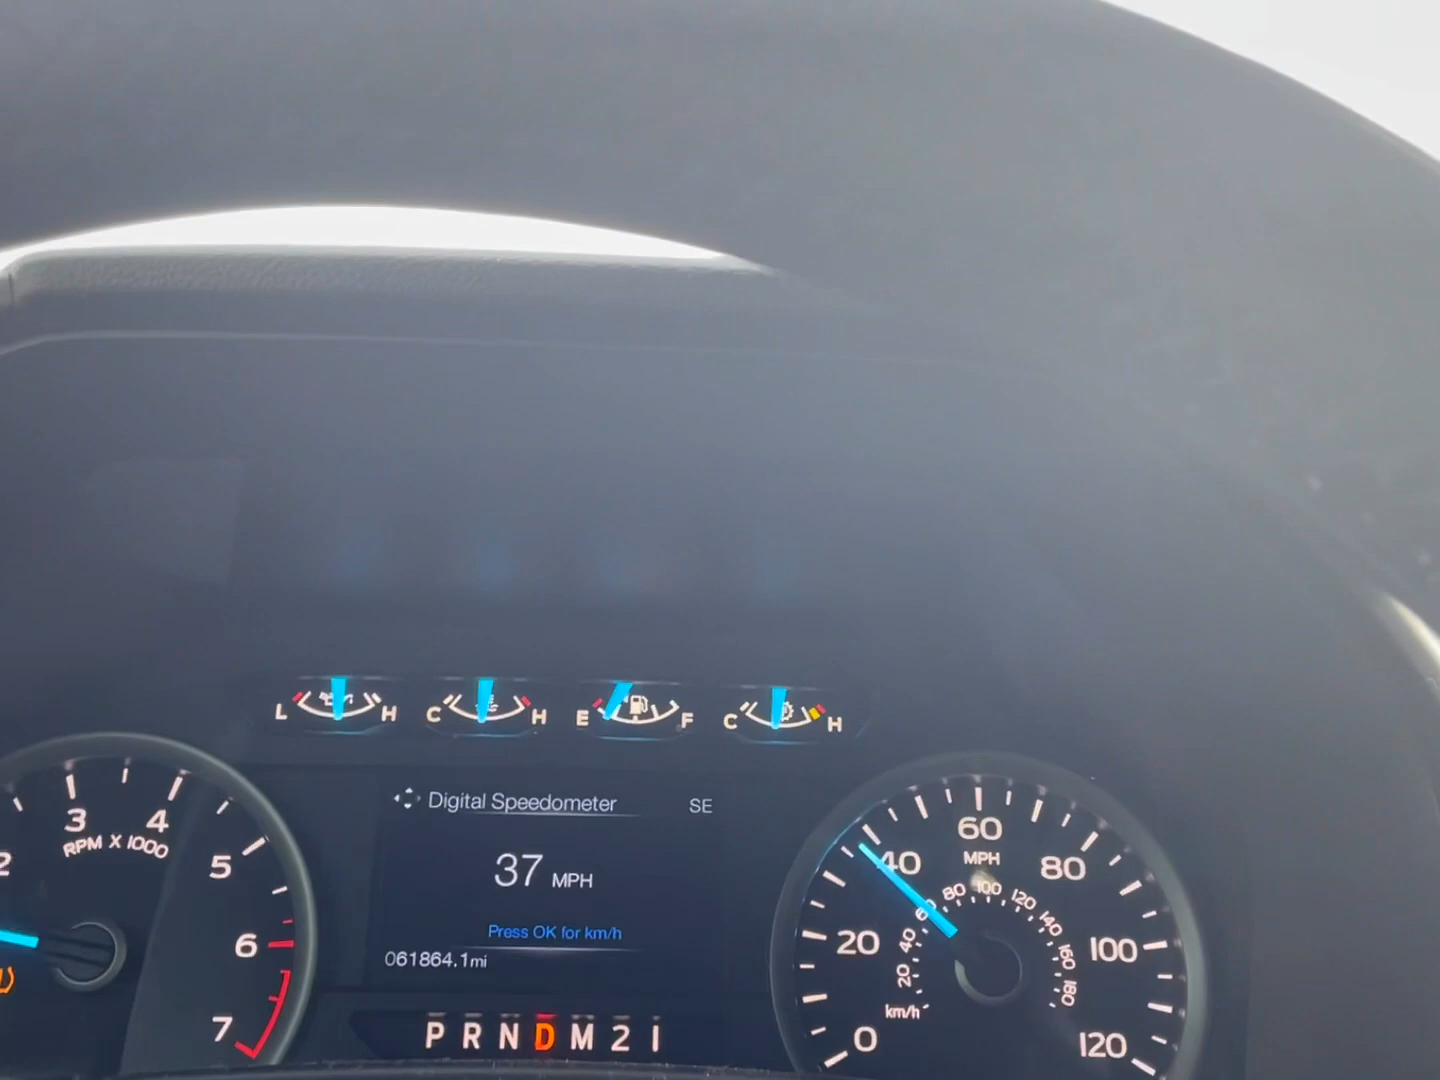 L H C H E F C H
2 3 4 5 6 7
RPM X 1000
Digital Speedometer SE
37 MPH
Press OK for km/h
061864.1mi
P R N D M 2 1
0 20 40 60 80 100 120
MPH
20 40 60 80 100 120 140 160 180
km/h